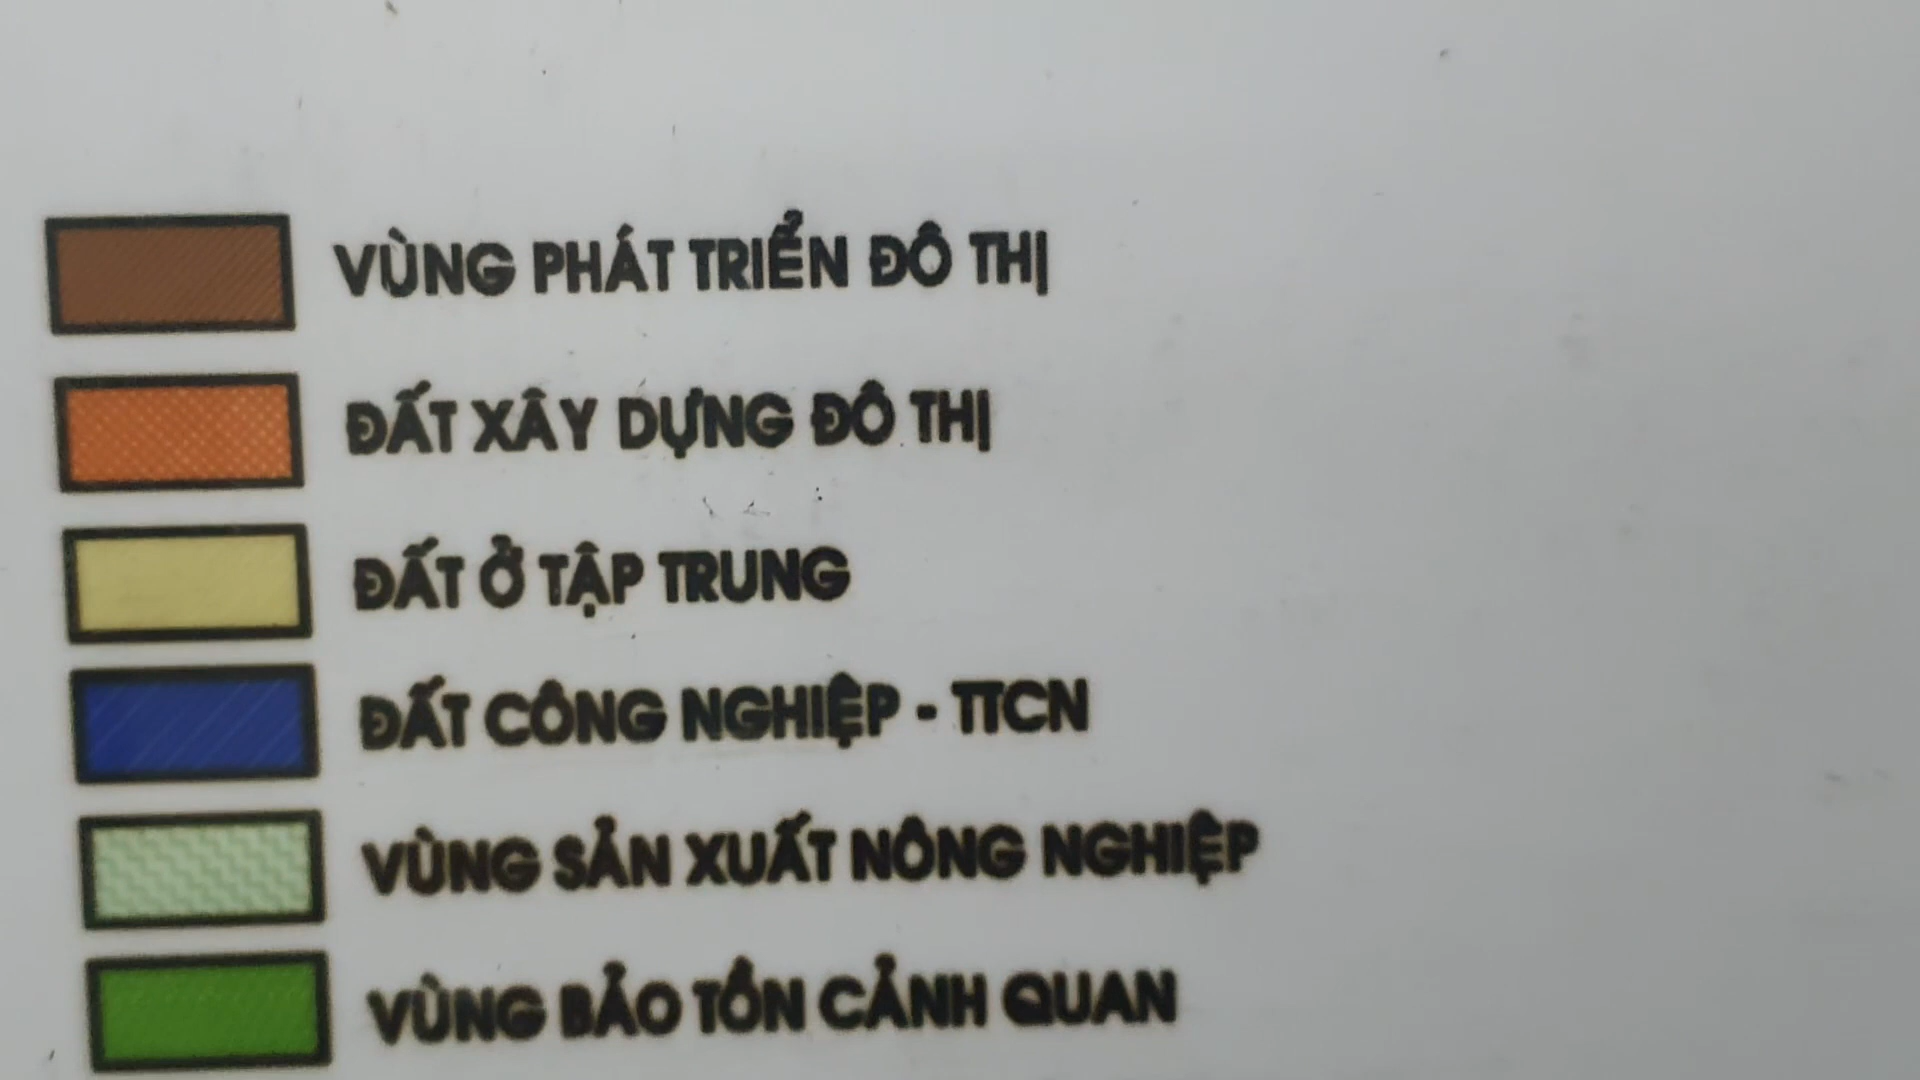 VÙNG PHÁT TRIỂN ĐÔ THỊ
ĐẤT XÂY DỰNG ĐÔ THỊ
ĐẤT Ở TẬP TRUNG
ĐẤT CÔNG NGHIỆP - TTCN
VÙNG SẢN XUẤT NÔNG NGHIỆP
VÙNG BẢO TỒN CẢNH QUAN